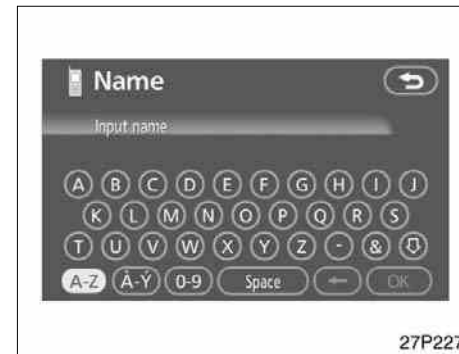 Name
Input name
A B C D E F G H I J
K L M N O P Q R S
T U V W X Y Z - &
A-Z À-Ý 0-9 Space ← OK
27P227